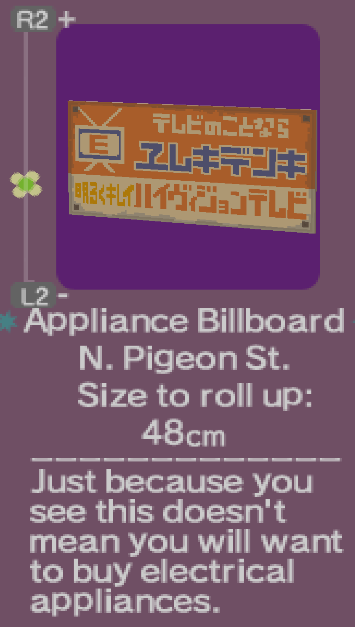 R2 +
テレビのことなら
E
エレキデンキ
明るくキレイ ハイヴィジョンテレビ
L2 -
Appliance Billboard
N. Pigeon St.
Size to roll up:
48cm
Just because you
see this doesn't
mean you will want
to buy electrical
appliances.